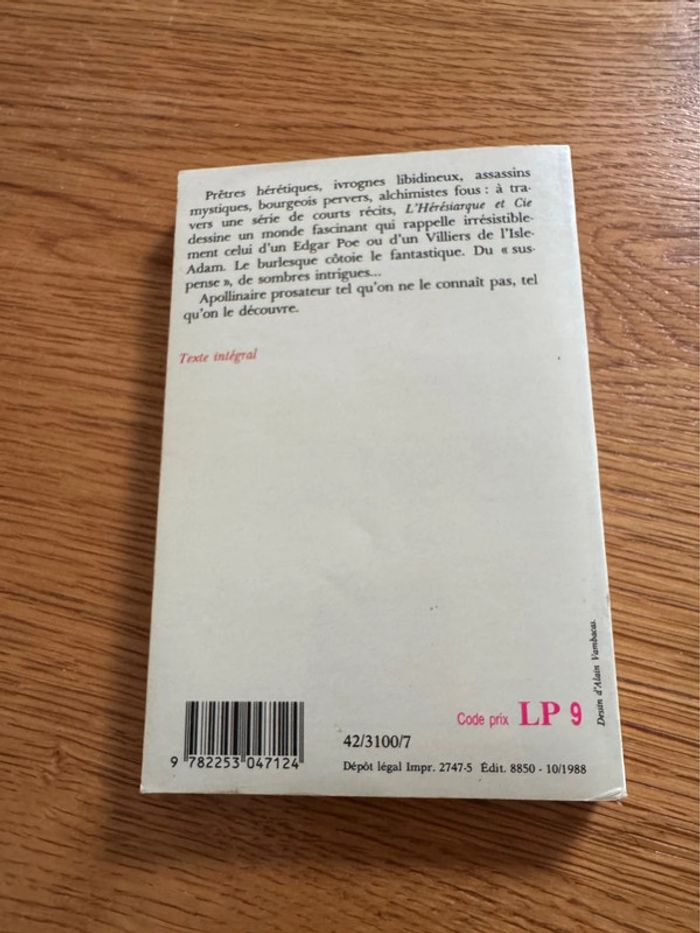 Prêtres hérétiques, ivrognes libidineux, assassins
mystiques, bourgeois pervers, alchimistes fous : à tra-
vers une série de courts récits, L'Hérésiarque et Cie
dessine un monde fascinant qui rappelle irrésistible-
ment celui d'un Edgar Poe ou d'un Villiers de l'Isle-
Adam. Le burlesque côtoie le fantastique. Du « sus-
pense », de sombres intrigues...
Apollinaire prosateur tel qu'on ne le connaît pas, tel
qu'on le découvre.
Texte intégral
Dessin d'Alain Vambacas.
Code prix LP 9
42/3100/7
9 782253 047124
Dépôt légal Impr. 2747-5 Édit. 8850 - 10/1988